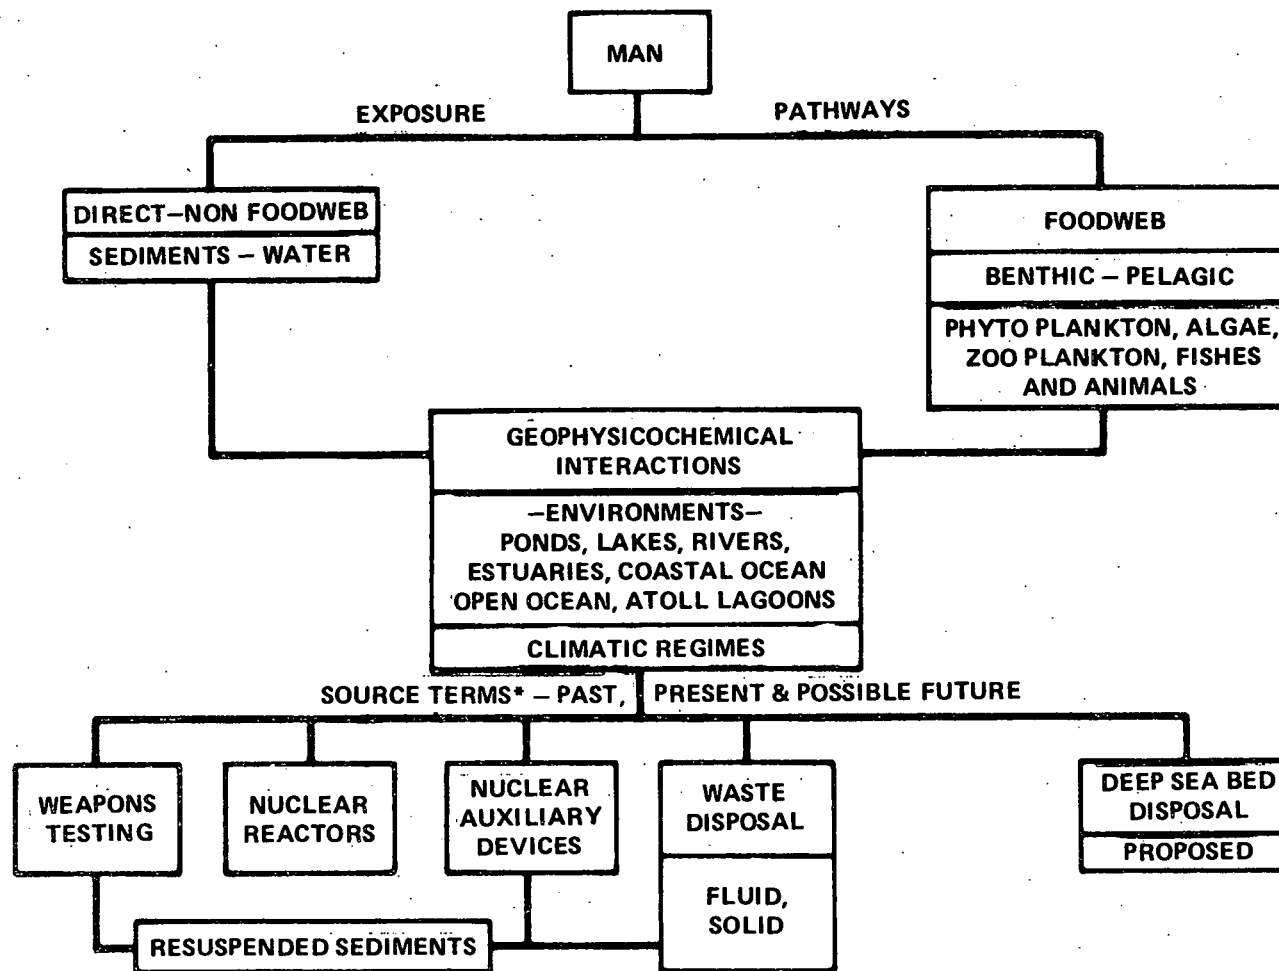 MAN
EXPOSURE PATHWAYS
DIRECT–NON FOODWEB
SEDIMENTS – WATER
FOODWEB
BENTHIC – PELAGIC
PHYTO PLANKTON, ALGAE,
ZOO PLANKTON, FISHES
AND ANIMALS
GEOPHYSICOCHEMICAL
INTERACTIONS
–ENVIRONMENTS–
PONDS, LAKES, RIVERS,
ESTUARIES, COASTAL OCEAN
OPEN OCEAN, ATOLL LAGOONS
CLIMATIC REGIMES
SOURCE TERMS* – PAST, PRESENT & POSSIBLE FUTURE
WEAPONS
TESTING
NUCLEAR
REACTORS
NUCLEAR
AUXILIARY
DEVICES
WASTE
DISPOSAL
FLUID,
SOLID
DEEP SEA BED
DISPOSAL
PROPOSED
RESUSPENDED SEDIMENTS